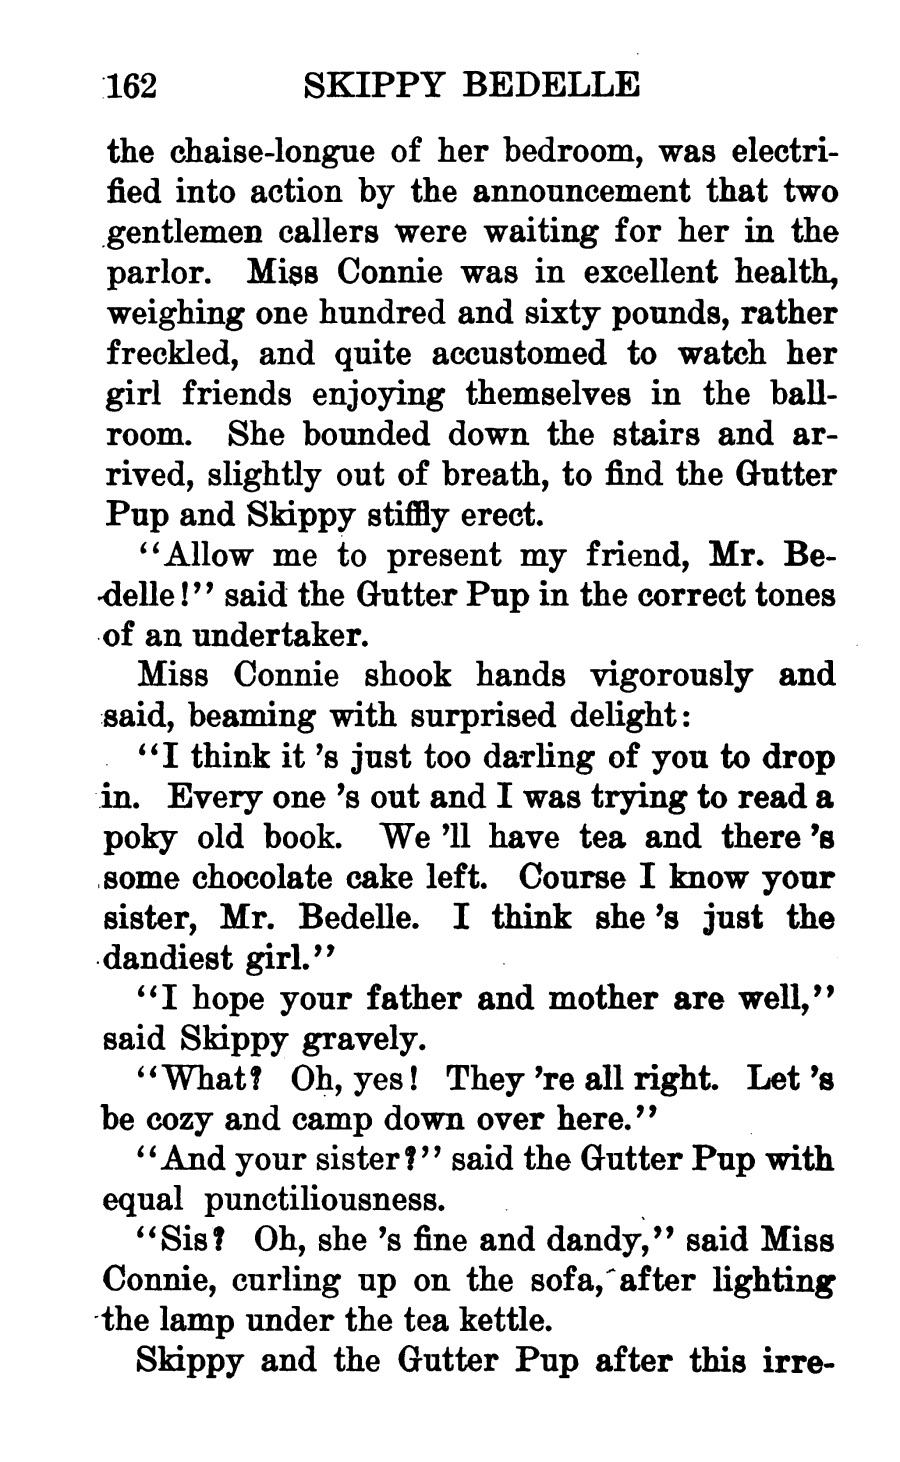 162 SKIPPY BEDELLE
the chaise-longue of her bedroom, was electri-
fied into action by the announcement that two
gentlemen callers were waiting for her in the
parlor. Miss Connie was in excellent health,
weighing one hundred and sixty pounds, rather
freckled, and quite accustomed to watch her
girl friends enjoying themselves in the ball-
room. She bounded down the stairs and ar-
rived, slightly out of breath, to find the Gutter
Pup and Skippy stiffly erect.
“Allow me to present my friend, Mr. Be-
delle!” said the Gutter Pup in the correct tones
of an undertaker.
Miss Connie shook hands vigorously and
said, beaming with surprised delight:
“I think it ’s just too darling of you to drop
in. Every one ’s out and I was trying to read a
poky old book. We ’ll have tea and there ’s
some chocolate cake left. Course I know your
sister, Mr. Bedelle. I think she ’s just the
dandiest girl.”
“I hope your father and mother are well,”
said Skippy gravely.
“What? Oh, yes! They ’re all right. Let ’s
be cozy and camp down over here.”
“And your sister?” said the Gutter Pup with
equal punctiliousness.
“Sis? Oh, she ’s fine and dandy,” said Miss
Connie, curling up on the sofa, after lighting
the lamp under the tea kettle.
Skippy and the Gutter Pup after this irre-